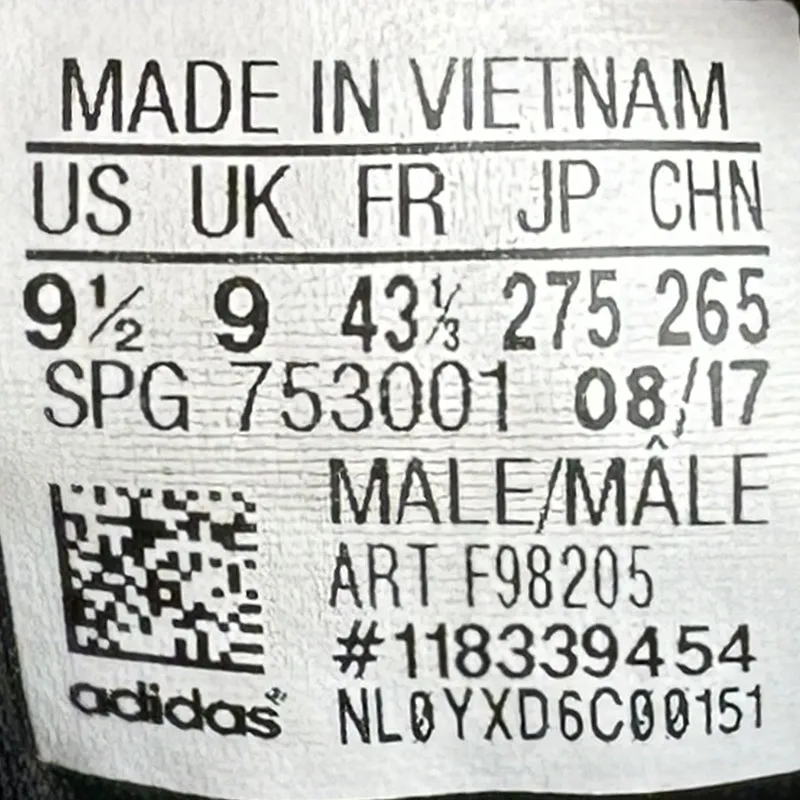 MADE IN VIETNAM
US UK FR JP CHN
9½ 9 43⅓ 275 265
SPG 753001 08/17
MALE/MÂLE
ART F98205
#118339454
adidas
NL0YXD6C00151